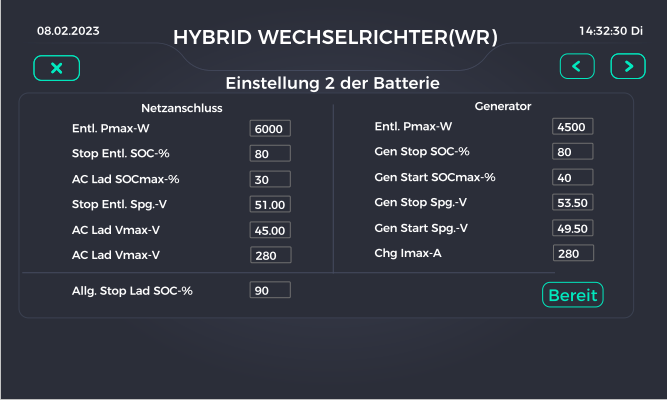 08.02.2023
HYBRID WECHSELRICHTER(WR)
14:32:30 Di
Einstellung 2 der Batterie
Netzanschluss
Entl. Pmax-W 6000
Stop Entl. SOC-% 80
AC Lad SOCmax-% 30
Stop Entl. Spg.-V 51.00
AC Lad Vmax-V 45.00
AC Lad Vmax-V 280
Generator
Entl. Pmax-W 4500
Gen Stop SOC-% 80
Gen Start SOCmax-% 40
Gen Stop Spg.-V 53.50
Gen Start Spg.-V 49.50
Chg Imax-A 280
Allg. Stop Lad SOC-% 90
Bereit